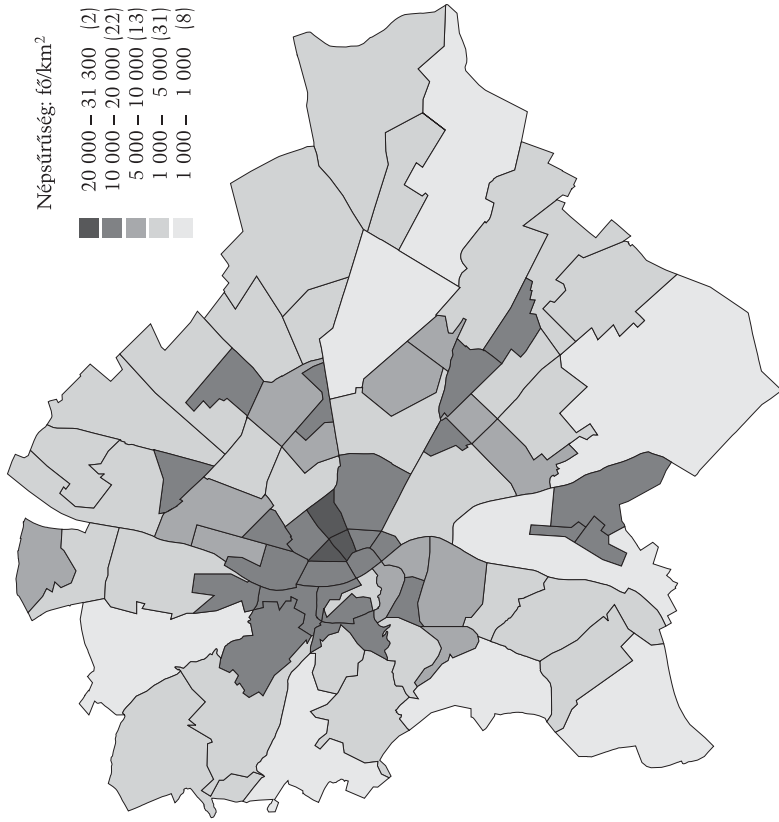 Népsűrűség: fő/km²
20 000 – 31 300 (2)
10 000 – 20 000 (22)
5 000 – 10 000 (13)
1 000 – 5 000 (31)
1 000 – 1 000 (8)